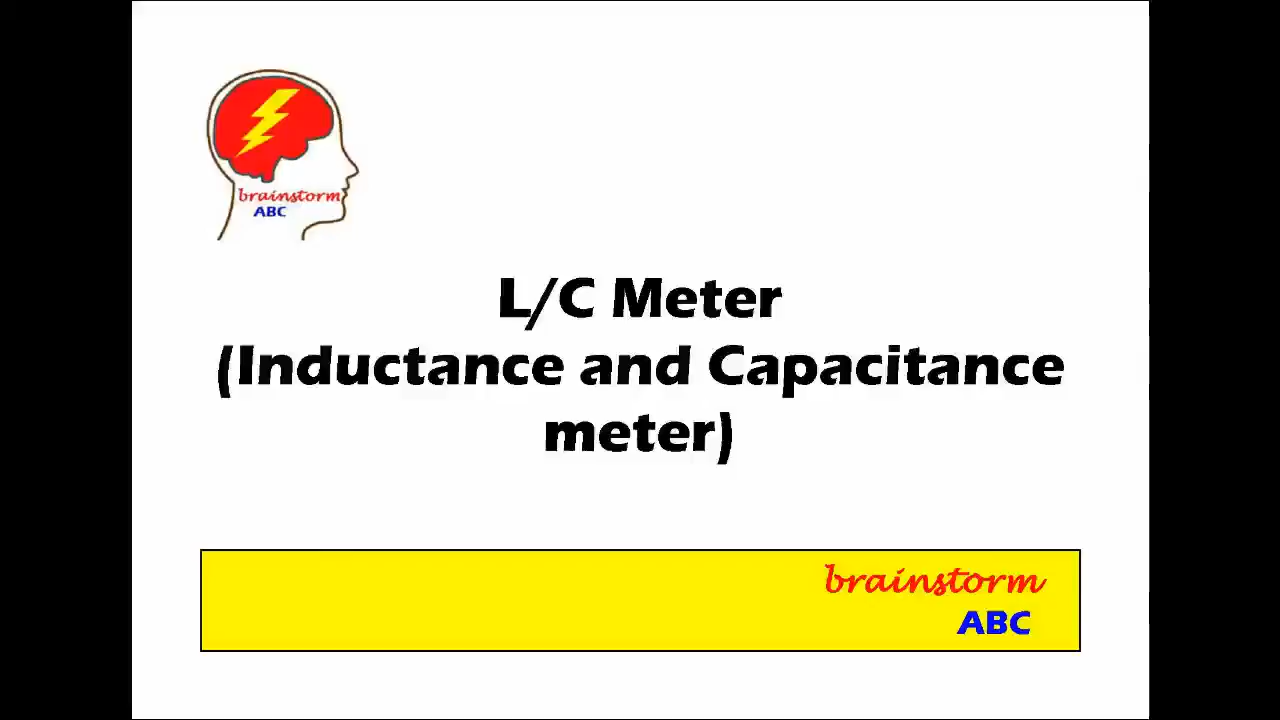 brainstorm
ABC
L/C Meter
(Inductance and Capacitance
meter)
brainstorm
ABC